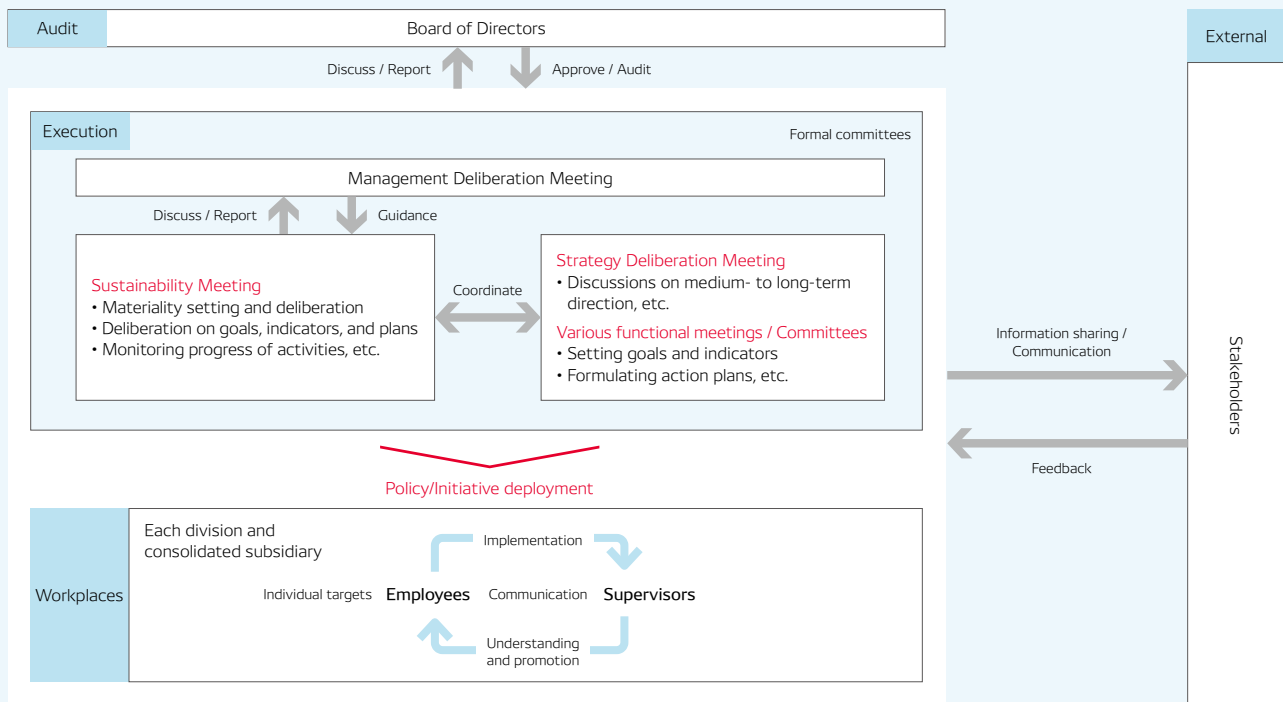 Audit
Board of Directors
External
Discuss / Report
Approve / Audit
Execution
Formal committees
Management Deliberation Meeting
Discuss / Report
Guidance
Sustainability Meeting
• Materiality setting and deliberation
• Deliberation on goals, indicators, and plans
• Monitoring progress of activities, etc.
Coordinate
Strategy Deliberation Meeting
• Discussions on medium- to long-term
direction, etc.
Various functional meetings / Committees
• Setting goals and indicators
• Formulating action plans, etc.
Information sharing /
Communication
Stakeholders
Feedback
Policy/Initiative deployment
Workplaces
Each division and
consolidated subsidiary
Implementation
Individual targets Employees Communication Supervisors
Understanding
and promotion